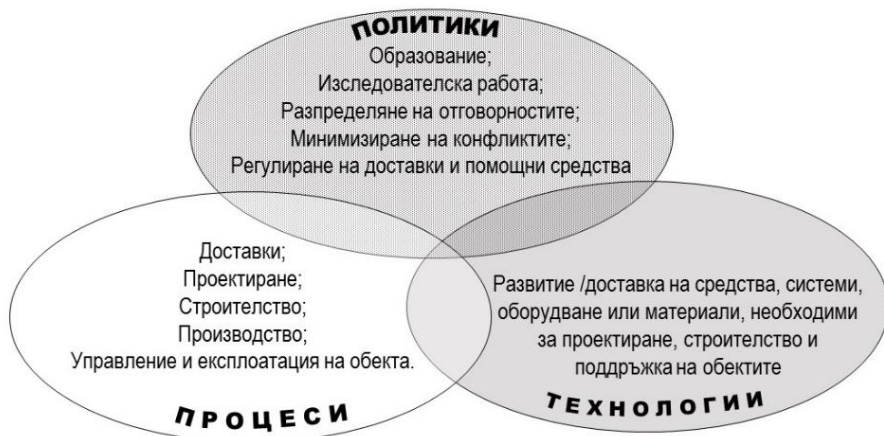 ПОЛИТИКИ
Образование;
Изследователска работа;
Разпределяне на отговорностите;
Минимизиране на конфликтите;
Регулиране на доставки и помощни средства
Доставки;
Проектиране;
Строителство;
Производство;
Управление и експлоатация на обекта.
ПРОЦЕСИ
Развитие /доставка на средства, системи,
оборудване или материали, необходими
за проектиране, строителство и
поддръжка на обектите
ТЕХНОЛОГИИ